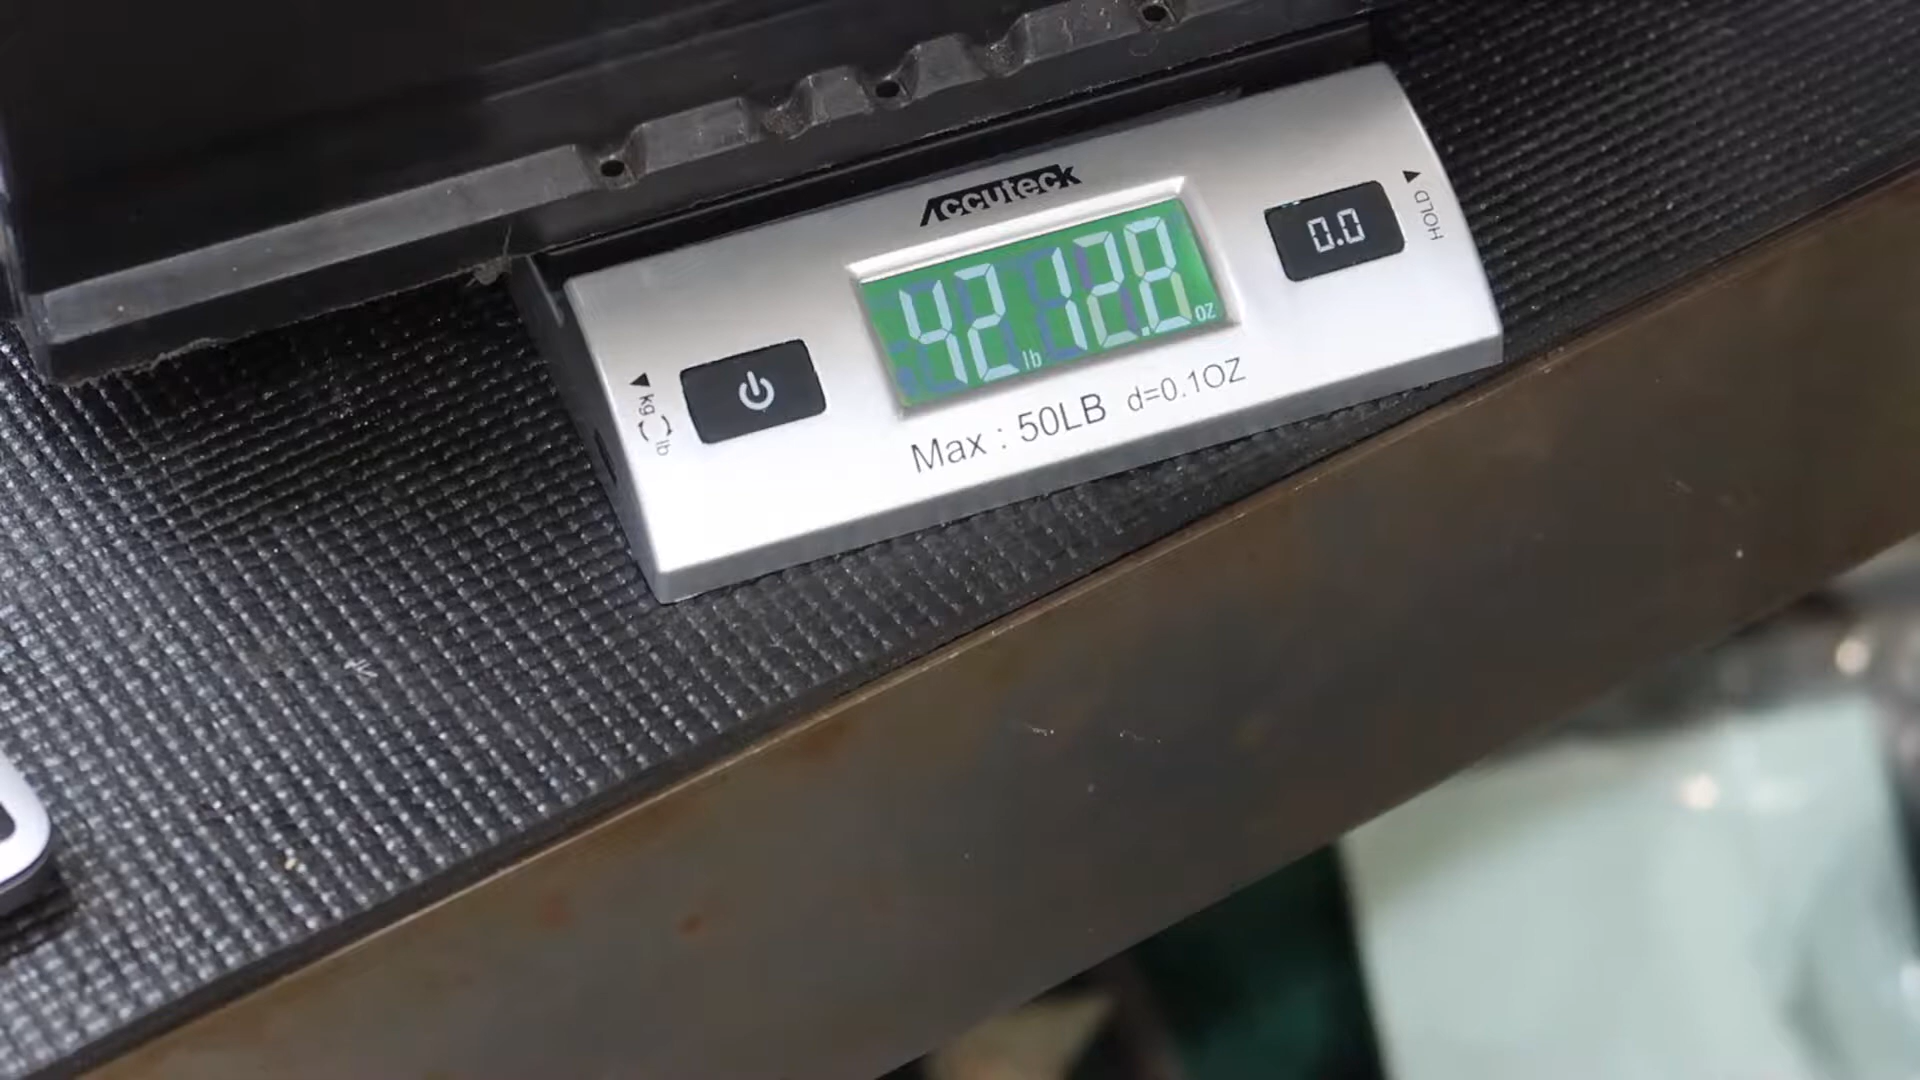 Accuteck
42 lb 12.8 oz
0.0
HOLD
kg lb
Max : 50LB d=0.1OZ